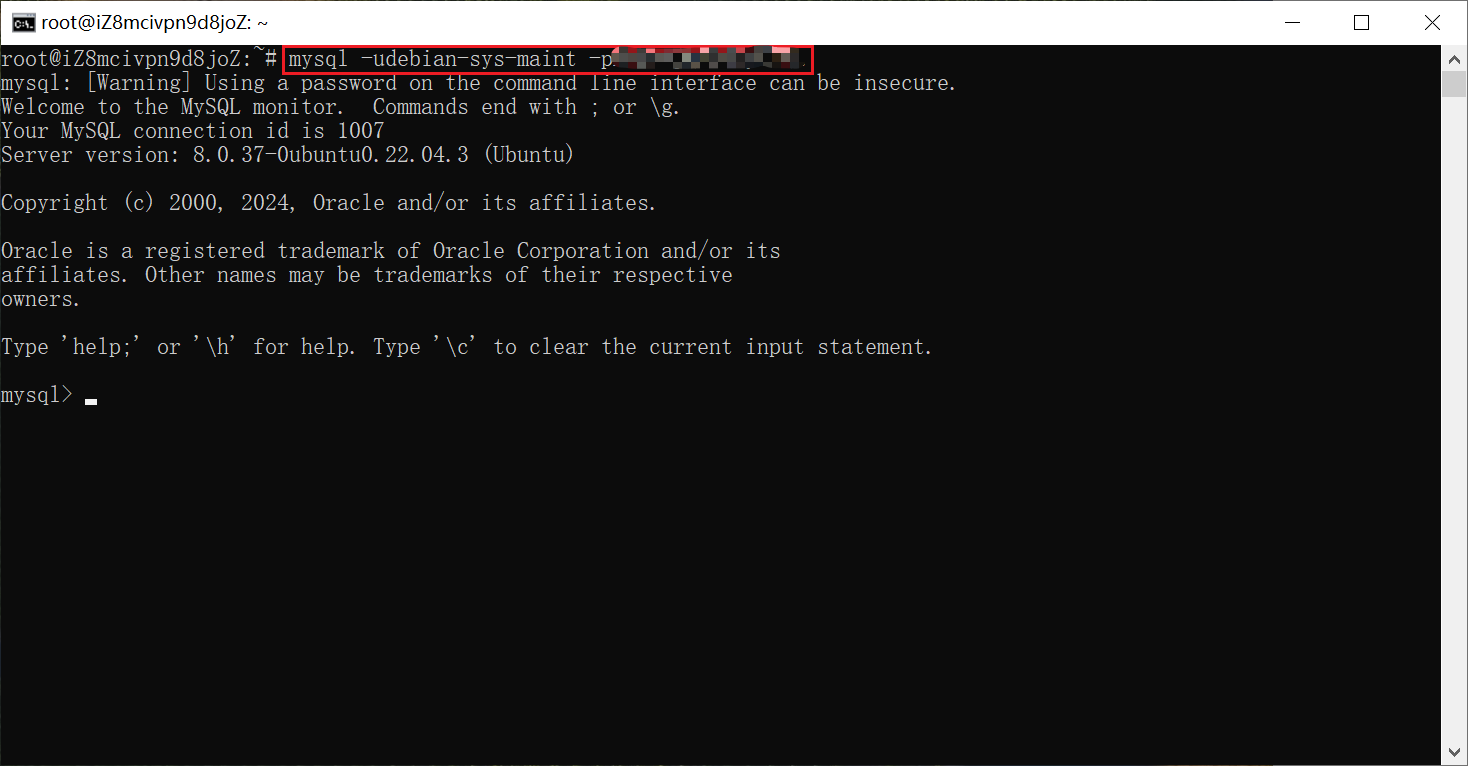 root@iZ8mcivpn9d8joZ: ~
root@iZ8mcivpn9d8joZ:~# mysql -udebian-sys-maint -p
mysql: [Warning] Using a password on the command line interface can be insecure.
Welcome to the MySQL monitor.  Commands end with ; or \g.
Your MySQL connection id is 1007
Server version: 8.0.37-0ubuntu0.22.04.3 (Ubuntu)
Copyright (c) 2000, 2024, Oracle and/or its affiliates.
Oracle is a registered trademark of Oracle Corporation and/or its
affiliates. Other names may be trademarks of their respective
owners.
Type 'help;' or '\h' for help. Type '\c' to clear the current input statement.
mysql>